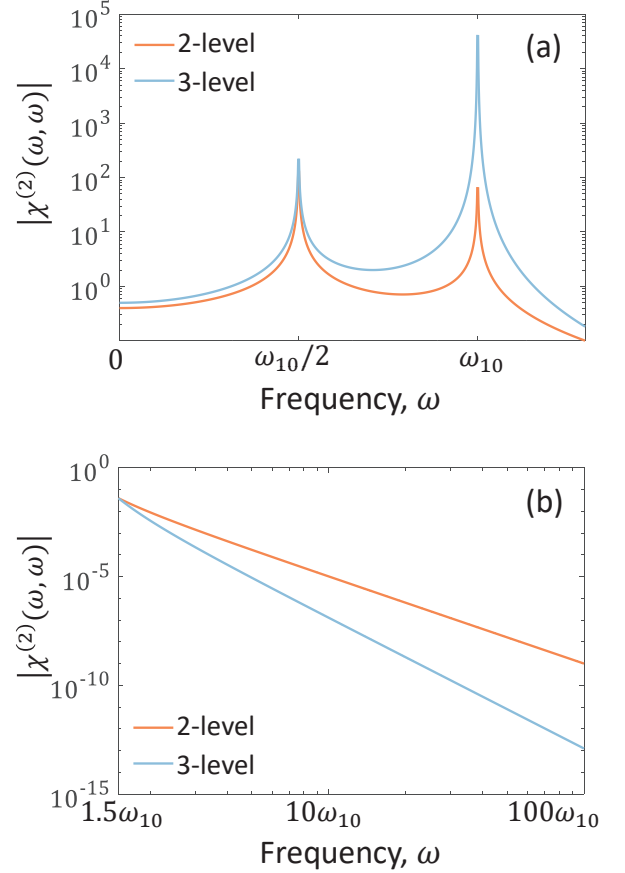 (a)
2-level
3-level
|χ^(2)(ω, ω)|
10^5
10^4
10^3
10^2
10^1
10^0
0
ω_10/2
ω_10
Frequency, ω
(b)
|χ^(2)(ω, ω)|
10^0
10^-5
10^-10
10^-15
2-level
3-level
1.5ω_10
10ω_10
100ω_10
Frequency, ω